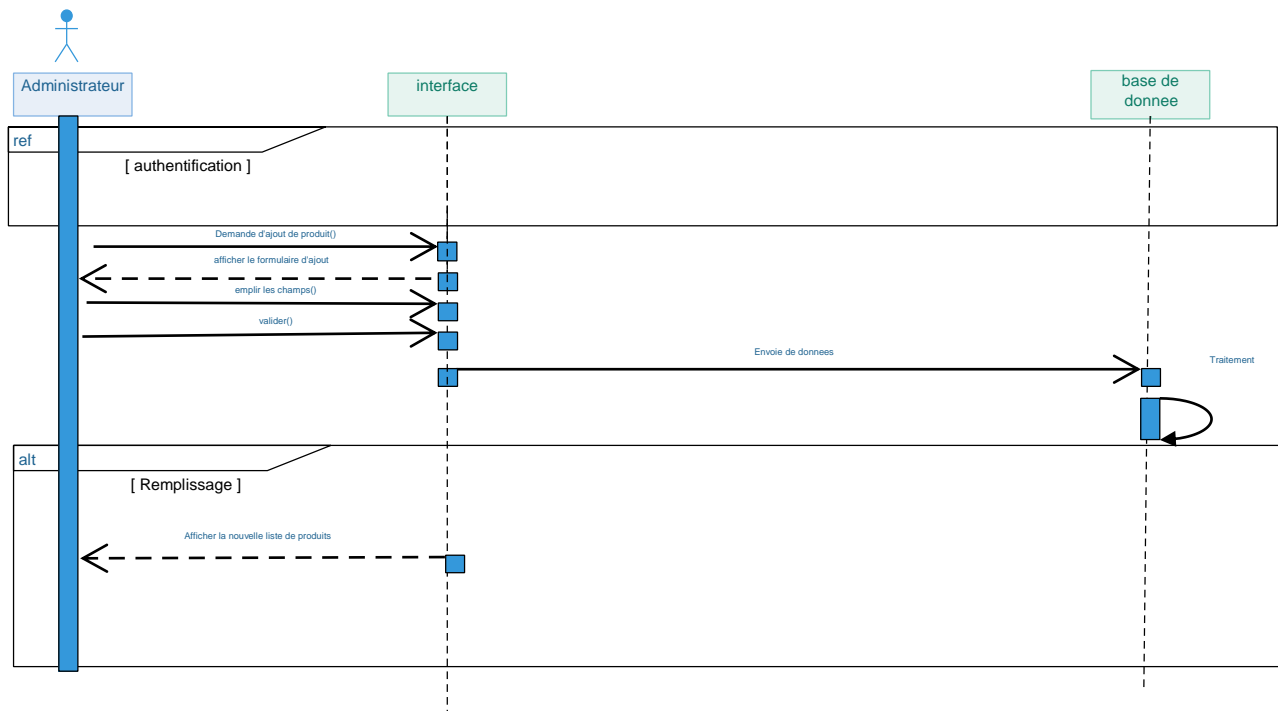 Administrateur
interface
base de
donnee
ref
[ authentification ]
Demande d'ajout de produit()
afficher le formulaire d'ajout
emplir les champs()
valider()
Envoie de donnees
Traitement
alt
[ Remplissage ]
Afficher la nouvelle liste de produits